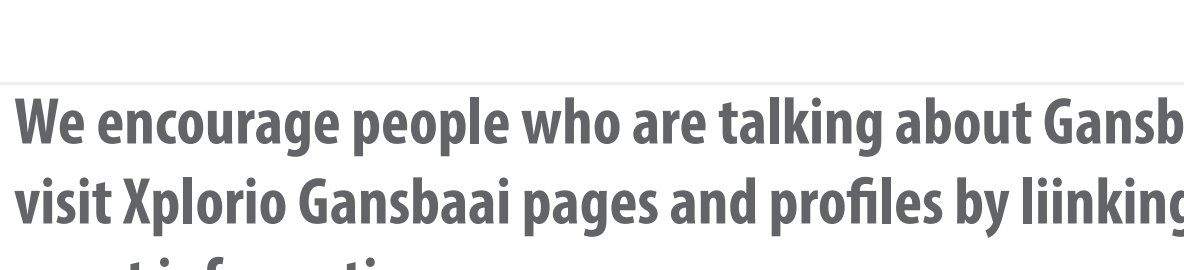 We encourage people who are talking about Gansb
visit Xplorio Gansbaai pages and profiles by liinking